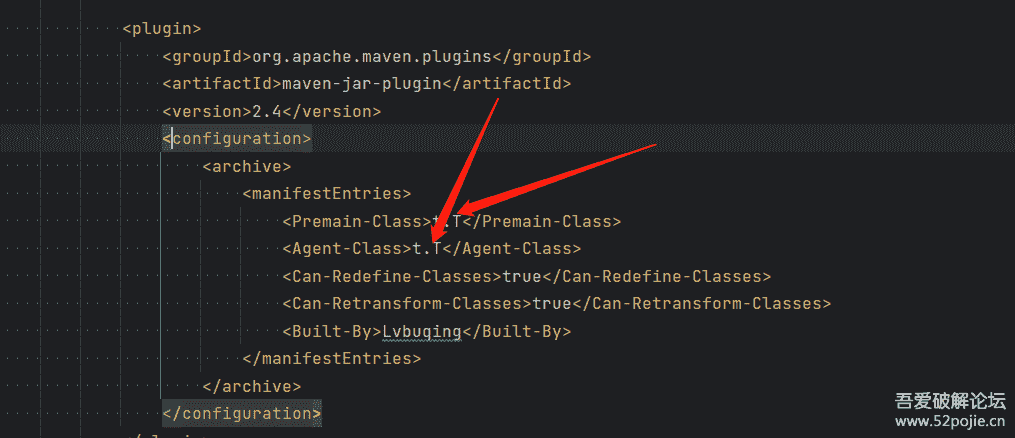 <plugin>
<groupId>org.apache.maven.plugins</groupId>
<artifactId>maven-jar-plugin</artifactId>
<version>2.4</version>
<configuration>
<archive>
<manifestEntries>
<Premain-Class>t.T</Premain-Class>
<Agent-Class>t.T</Agent-Class>
<Can-Redefine-Classes>true</Can-Redefine-Classes>
<Can-Retransform-Classes>true</Can-Retransform-Classes>
<Built-By>Lvbuqing</Built-By>
</manifestEntries>
</archive>
</configuration>
吾爱破解论坛
www.52pojie.cn